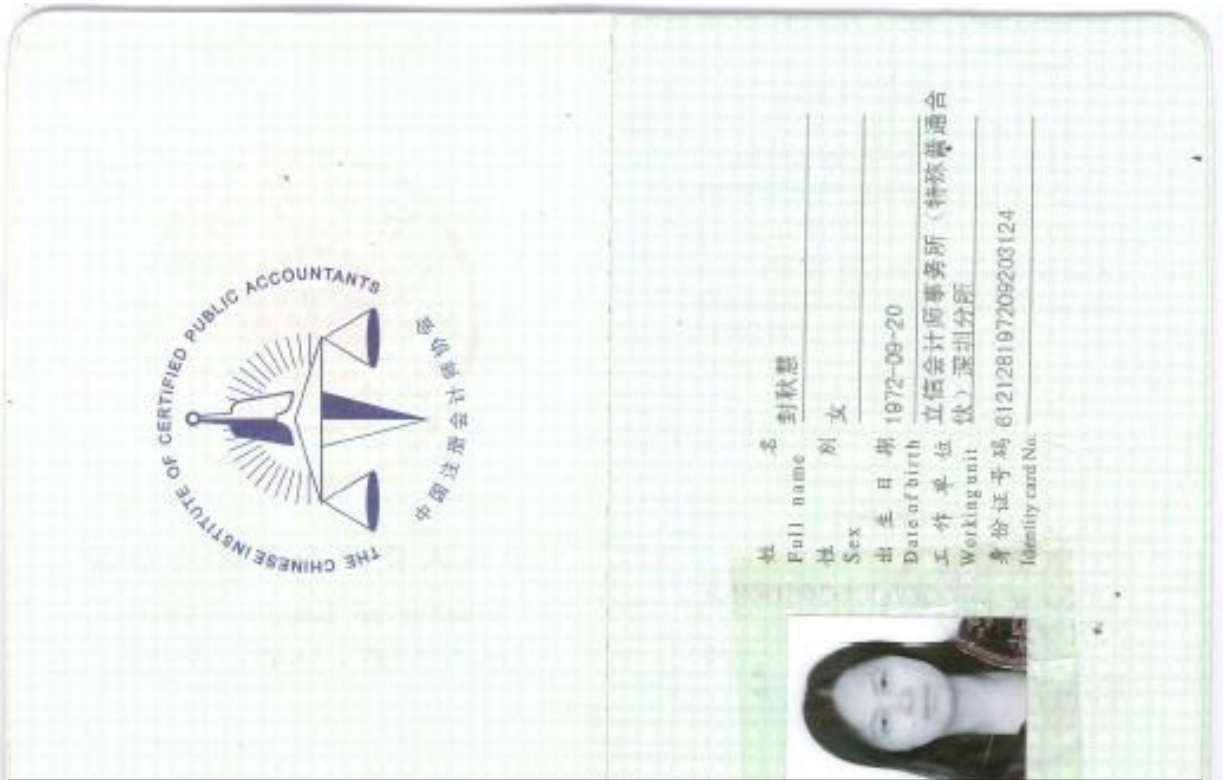 THE CHINESE INSTITUTE OF CERTIFIED PUBLIC ACCOUNTANTS
中国注册会计师协会
姓 名 封秋慧
Full name
性 别 女
Sex
出 生 日 期 1972-09-20
Date of birth
工 作 单 位 立信会计师事务所（特殊普通合
Working unit 伙）深圳分所
身 份 证 号 码 612128197209203124
Identity card No.